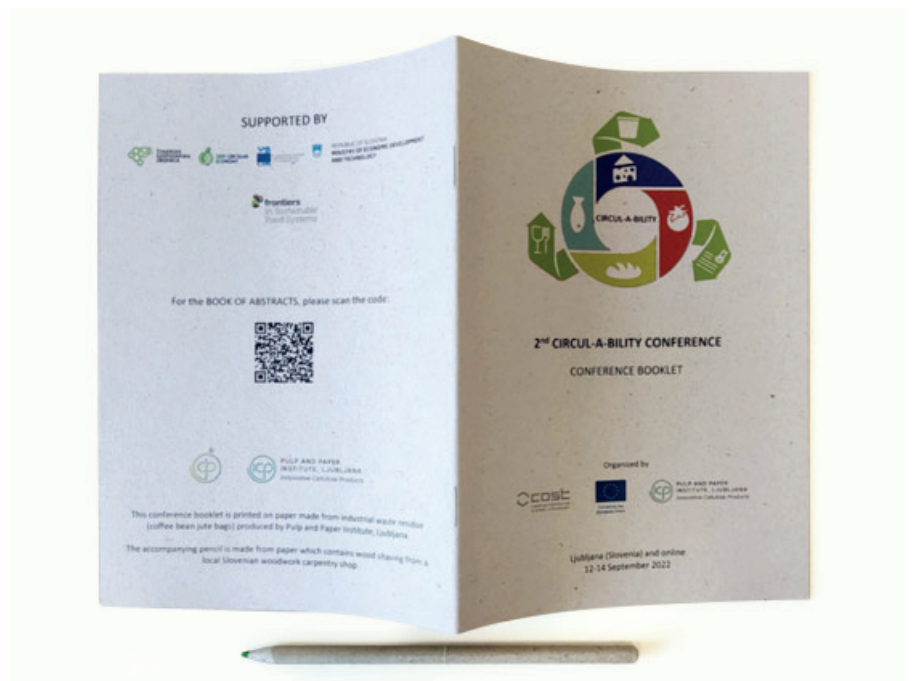 SUPPORTED BY
REPUBLIC OF SLOVENIA
MINISTRY OF ECONOMIC DEVELOPMENT
AND TECHNOLOGY
frontiers
in Sustainable
Food Systems
For the BOOK OF ABSTRACTS, please scan the code:
icp
PULP AND PAPER
INSTITUTE, LJUBLJANA
Innovative Cellulose Products
This conference booklet is printed on paper made from industrial waste residue
(coffee bean jute bags) produced by Pulp and Paper Institute, Ljubljana
The accompanying pencil is made from paper which contains wood sharing from a
local Slovenian woodwork carpentry shop.
CIRCUL-A-BILITY
2nd CIRCUL-A-BILITY CONFERENCE
CONFERENCE BOOKLET
Organized by
cost
icp
PULP AND PAPER
INSTITUTE, LJUBLJANA
Innovative Cellulose Products
Ljubljana (Slovenia) and online
12-14 September 2022